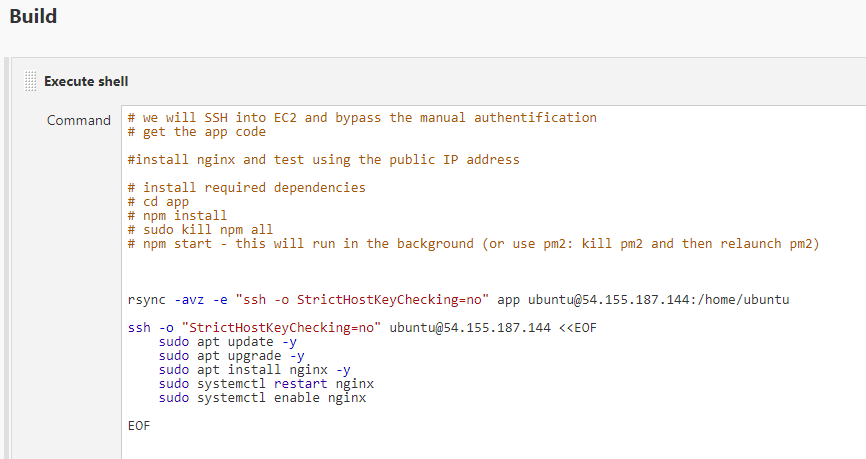 Build
Execute shell
Command
# we will SSH into EC2 and bypass the manual authentification
# get the app code
#install nginx and test using the public IP address
# install required dependencies
# cd app
# npm install
# sudo kill npm all
# npm start - this will run in the background (or use pm2: kill pm2 and then relaunch pm2)
rsync -avz -e "ssh -o StrictHostKeyChecking=no" app ubuntu@54.155.187.144:/home/ubuntu
ssh -o "StrictHostKeyChecking=no" ubuntu@54.155.187.144 <<EOF
    sudo apt update -y
    sudo apt upgrade -y
    sudo apt install nginx -y
    sudo systemctl restart nginx
    sudo systemctl enable nginx
EOF